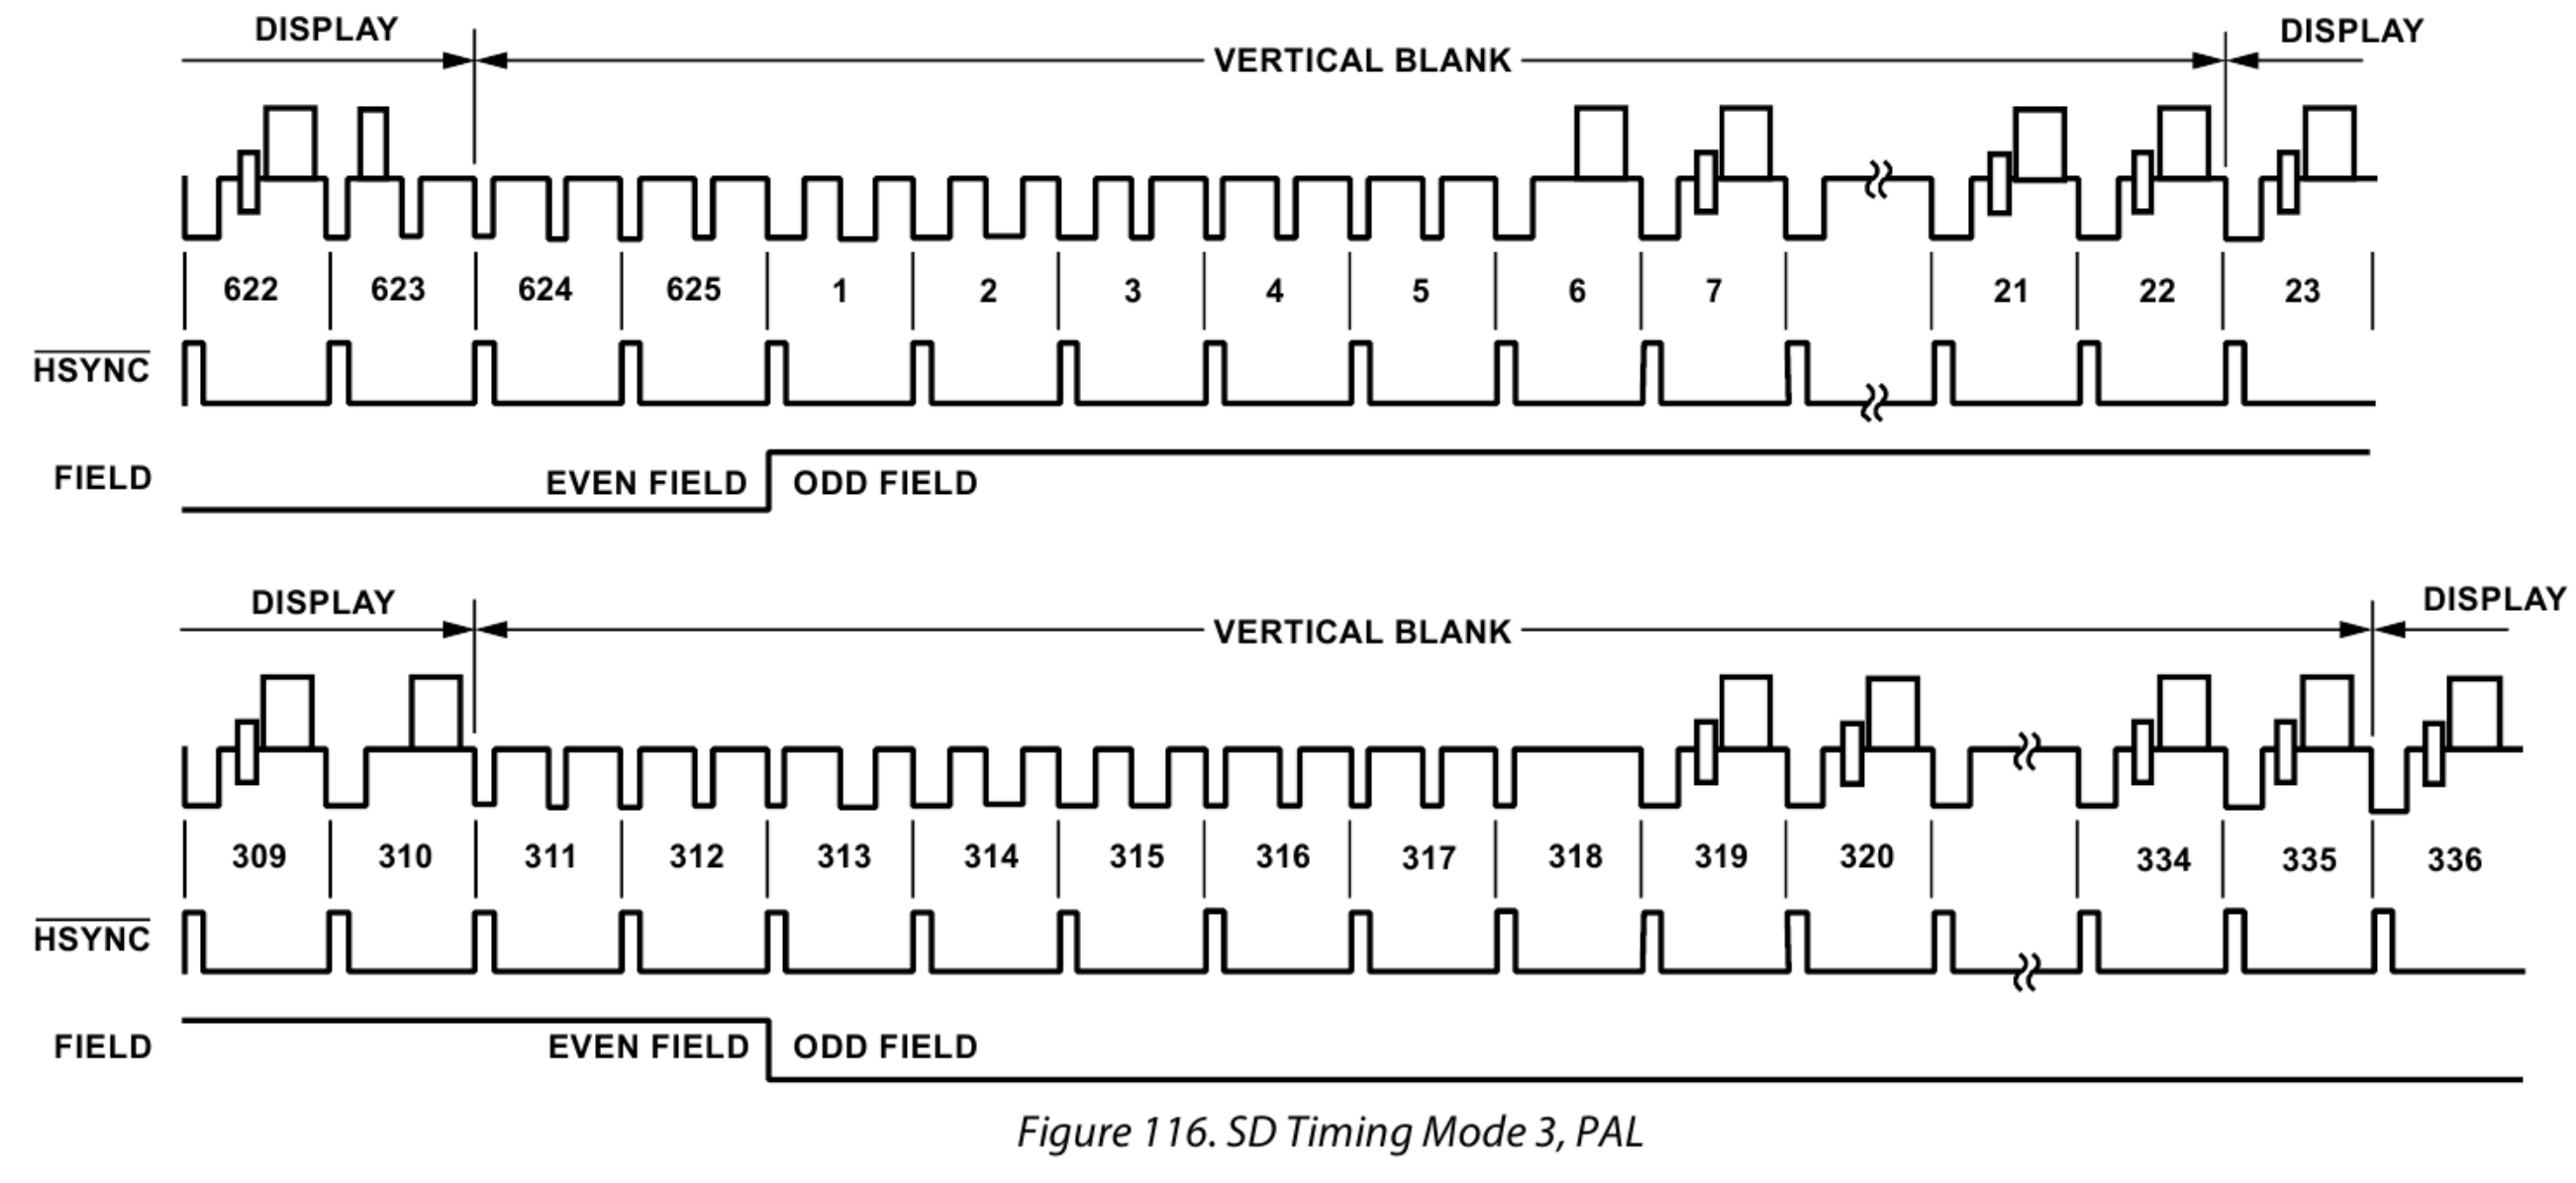 DISPLAY VERTICAL BLANK DISPLAY
622 623 624 625 1 2 3 4 5 6 7 21 22 23
HSYNC
FIELD EVEN FIELD ODD FIELD
DISPLAY VERTICAL BLANK DISPLAY
309 310 311 312 313 314 315 316 317 318 319 320 334 335 336
HSYNC
FIELD EVEN FIELD ODD FIELD
Figure 116. SD Timing Mode 3, PAL